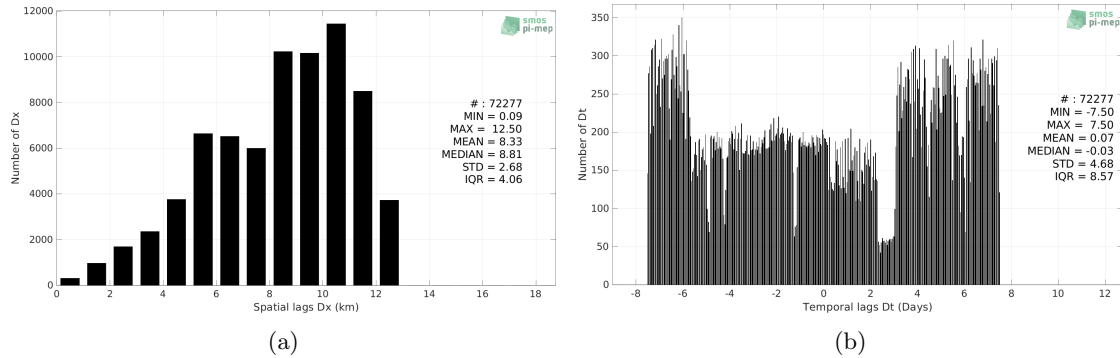 12000
10000
8000
6000
4000
2000
0
Number of Dx
0 2 4 6 8 10 12 14 16 18
Spatial lags Dx (km)
smos
pi-mep
# : 72277
MIN = 0.09
MAX = 12.50
MEAN = 8.33
MEDIAN = 8.81
STD = 2.68
IQR = 4.06
(a)
350
300
250
200
150
100
50
0
Number of Dt
-8 -6 -4 -2 0 2 4 6 8 10 12
Temporal lags Dt (Days)
smos
pi-mep
# : 72277
MIN = -7.50
MAX = 7.50
MEAN = 0.07
MEDIAN = -0.03
STD = 4.68
IQR = 8.57
(b)